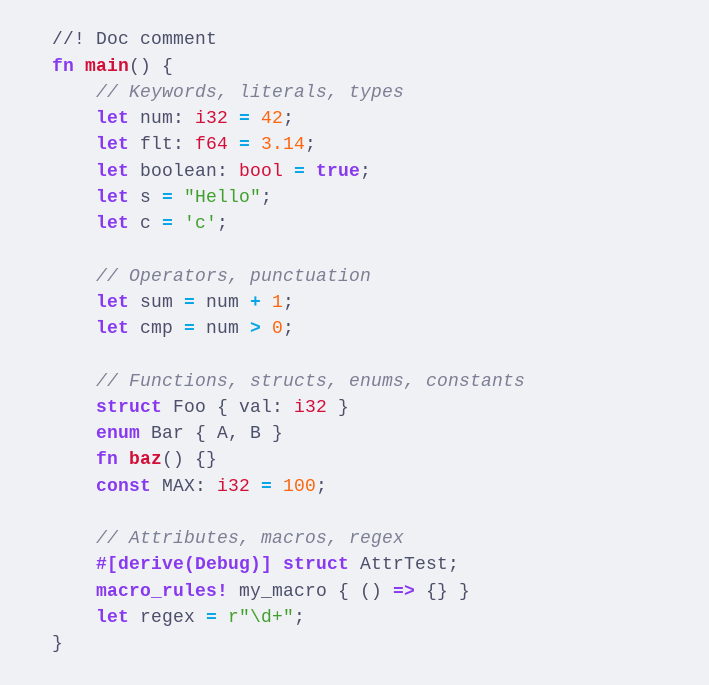 //! Doc comment
fn main() {
    // Keywords, literals, types
    let num: i32 = 42;
    let flt: f64 = 3.14;
    let boolean: bool = true;
    let s = "Hello";
    let c = 'c';

    // Operators, punctuation
    let sum = num + 1;
    let cmp = num > 0;

    // Functions, structs, enums, constants
    struct Foo { val: i32 }
    enum Bar { A, B }
    fn baz() {}
    const MAX: i32 = 100;

    // Attributes, macros, regex
    #[derive(Debug)] struct AttrTest;
    macro_rules! my_macro { () => {} }
    let regex = r"\d+";
}